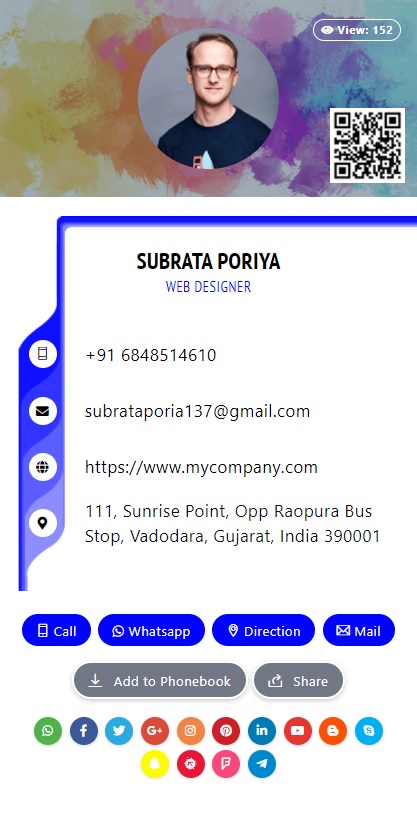 View: 152
SUBRATA PORIYA
WEB DESIGNER
+91 6848514610
subrataporia137@gmail.com
https://www.mycompany.com
111, Sunrise Point, Opp Raopura Bus
Stop, Vadodara, Gujarat, India 390001
Call Whatsapp Direction Mail
Add to Phonebook Share